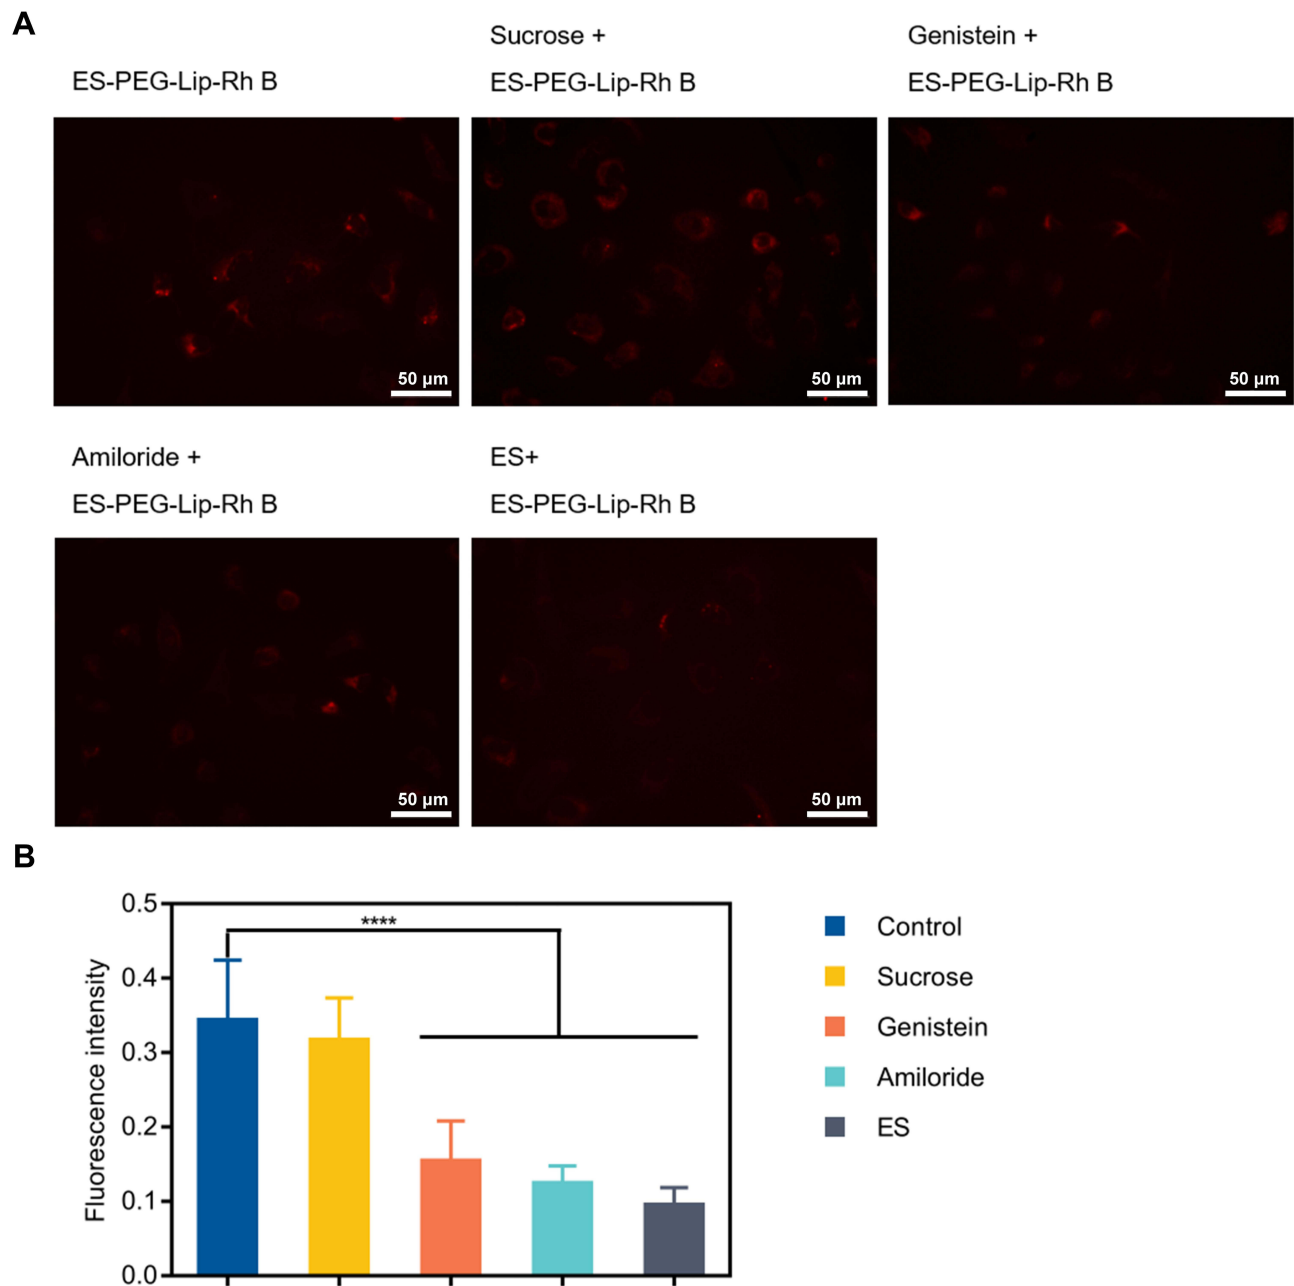 A
ES-PEG-Lip-Rh B
Sucrose +
ES-PEG-Lip-Rh B
Genistein +
ES-PEG-Lip-Rh B
50 μm
50 μm
50 μm
Amiloride +
ES-PEG-Lip-Rh B
ES+
ES-PEG-Lip-Rh B
50 μm
50 μm
B
Fluorescence intensity
0.5
0.4
0.3
0.2
0.1
0.0
****
Control
Sucrose
Genistein
Amiloride
ES